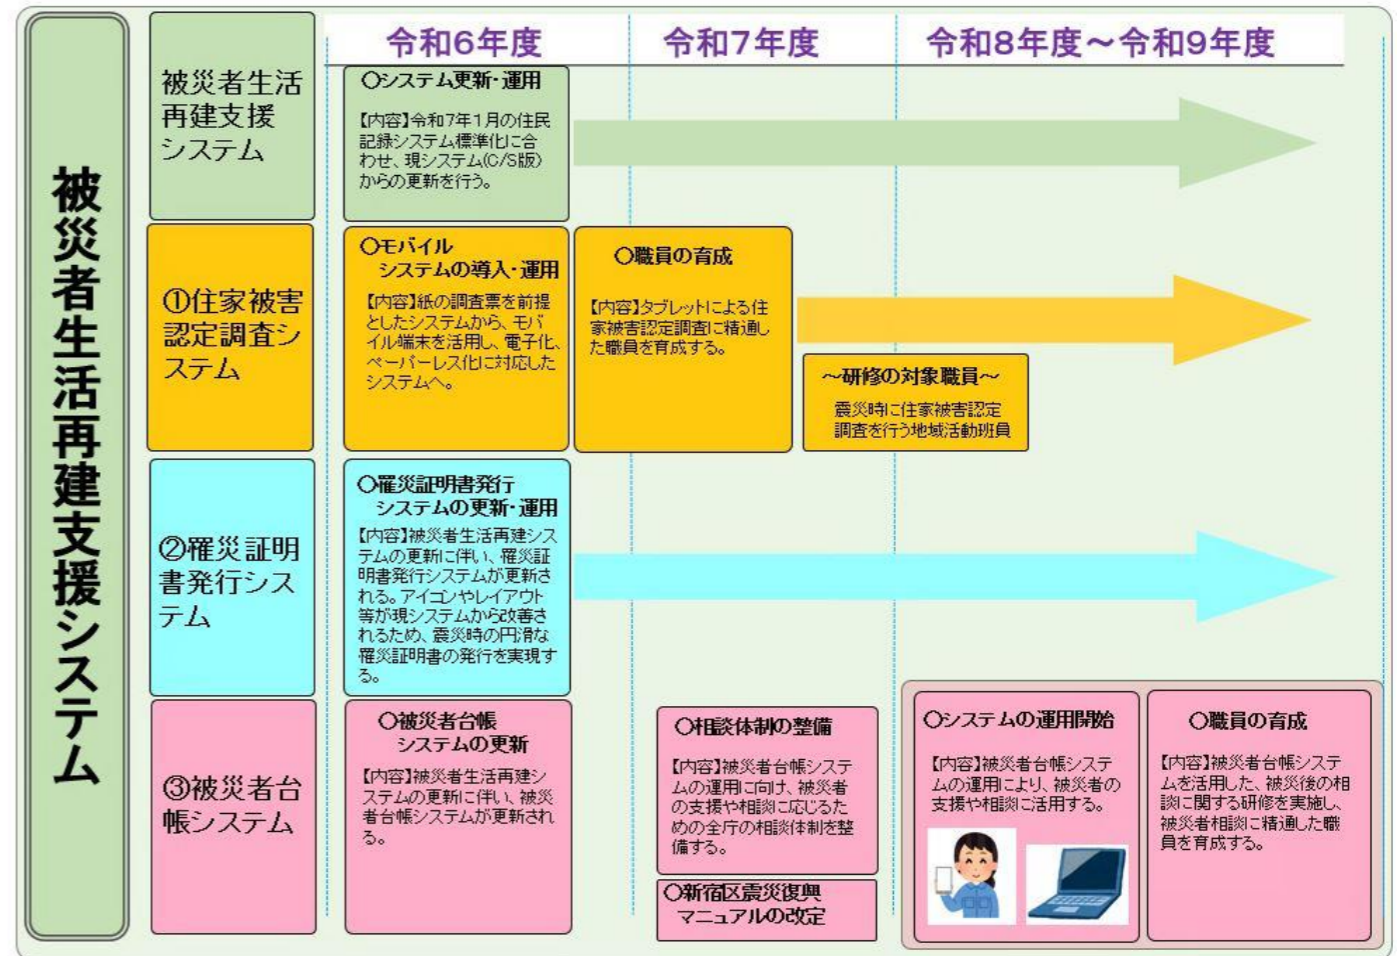 被災者生活再建支援システム
令和6年度
令和7年度
令和8年度～令和9年度
被災者生活
再建支援
システム
〇システム更新・運用
【内容】令和7年1月の住民
記録システム標準化に合
わせ、現システム(C/S版)
からの更新を行う。
①住家被害
認定調査シ
ステム
〇モバイル
システムの導入・運用
【内容】紙の調査票を前提
としたシステムから、モバ
イル端末を活用し、電子化、
ペーパーレス化に対応した
システムへ。
〇職員の育成
【内容】タブレットによる住
家被害認定調査に精通し
た職員を育成する。
～研修の対象職員～
震災時に住家被害認定
調査を行う地域活動班員
②罹災証明
書発行シス
テム
〇罹災証明書発行
システムの更新・運用
【内容】被災者生活再建シス
テムの更新に伴い、罹災証
明書発行システムが更新さ
れる。アイコンやレイアウト
等が現システムから改善さ
れるため、震災時の円滑な
罹災証明書の発行を実現す
る。
③被災者台
帳システム
〇被災者台帳
システムの更新
【内容】被災者生活再建シ
ステムの更新に伴い、被災
者台帳システムが更新され
る。
〇相談体制の整備
【内容】被災者台帳システ
ムの運用に向け、被災者
の支援や相談に応じるた
めの全庁の相談体制を整
備する。
〇新宿区震災復興
マニュアルの改定
〇システムの運用開始
【内容】被災者台帳システ
ムの運用により、被災者の
支援や相談に活用する。
〇職員の育成
【内容】被災者台帳システ
ムを活用した、被災後の相
談に関する研修を実施し、
被災者相談に精通した職
員を育成する。